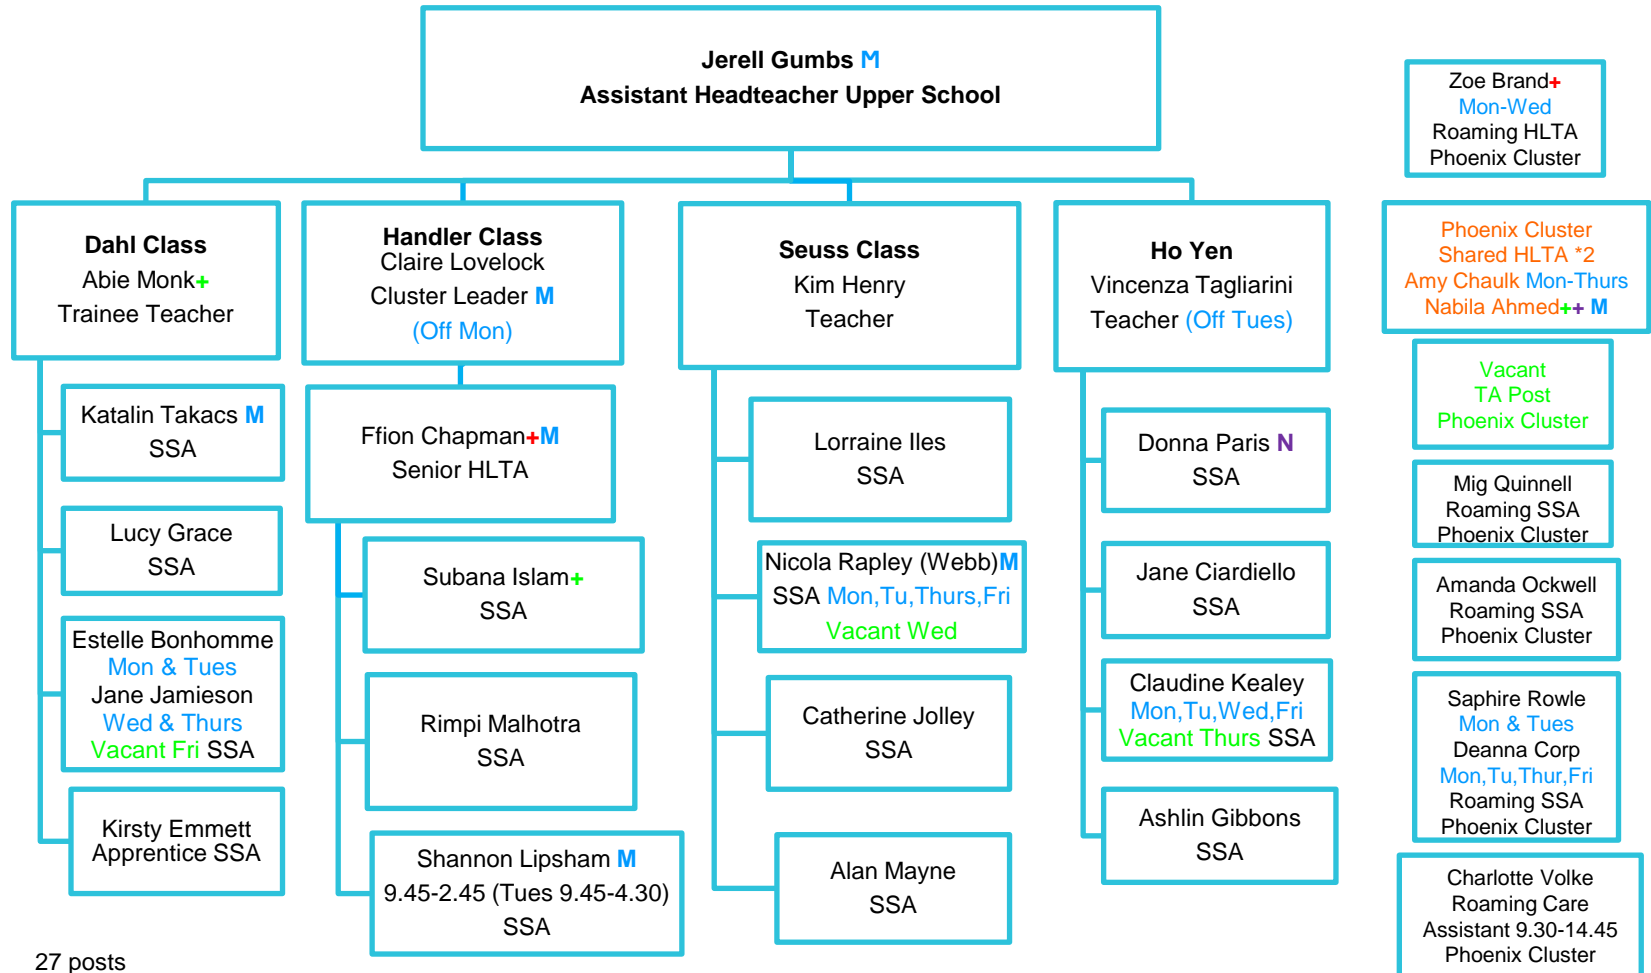 Jerell Gumbs M
Assistant Headteacher Upper School
Dahl Class
Abie Monk+
Trainee Teacher
Katalin Takacs M
SSA
Lucy Grace
SSA
Estelle Bonhomme
Mon & Tues
Jane Jamieson
Wed & Thurs
Vacant Fri SSA
Kirsty Emmett
Apprentice SSA
Handler Class
Claire Lovelock
Cluster Leader M
(Off Mon)
Ffion Chapman+M
Senior HLTA
Subana Islam+
SSA
Rimpi Malhotra
SSA
Shannon Lipsham M
9.45-2.45 (Tues 9.45-4.30)
SSA
Seuss Class
Kim Henry
Teacher
Lorraine Iles
SSA
Nicola Rapley (Webb)M
SSA Mon,Tu,Thurs,Fri
Vacant Wed
Catherine Jolley
SSA
Alan Mayne
SSA
Ho Yen
Vincenza Tagliarini
Teacher (Off Tues)
Donna Paris N
SSA
Jane Ciardiello
SSA
Claudine Kealey
Mon,Tu,Wed,Fri
Vacant Thurs SSA
Ashlin Gibbons
SSA
Zoe Brand+
Mon-Wed
Roaming HLTA
Phoenix Cluster
Phoenix Cluster
Shared HLTA *2
Amy Chaulk Mon-Thurs
Nabila Ahmed++ M
Vacant
TA Post
Phoenix Cluster
Mig Quinnell
Roaming SSA
Phoenix Cluster
Amanda Ockwell
Roaming SSA
Phoenix Cluster
Saphire Rowle
Mon & Tues
Deanna Corp
Mon,Tu,Thur,Fri
Roaming SSA
Phoenix Cluster
Charlotte Volke
Roaming Care
Assistant 9.30-14.45
Phoenix Cluster
27 posts